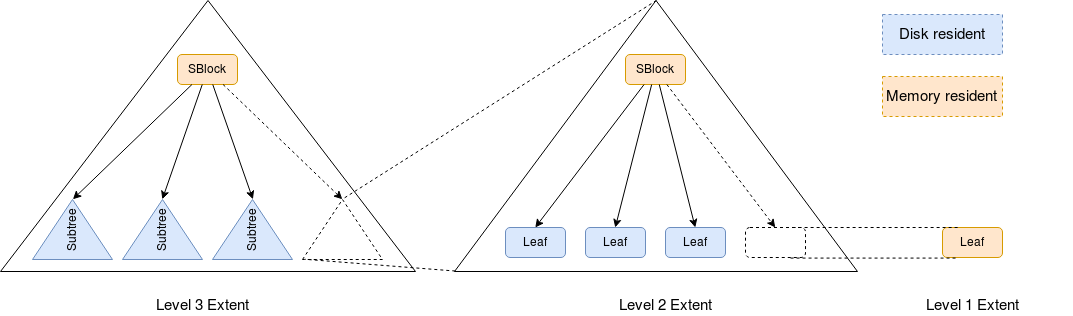 Disk resident
SBlock
SBlock
Memory resident
Subtree
Subtree
Subtree
Leaf
Leaf
Leaf
Leaf
Level 3 Extent
Level 2 Extent
Level 1 Extent